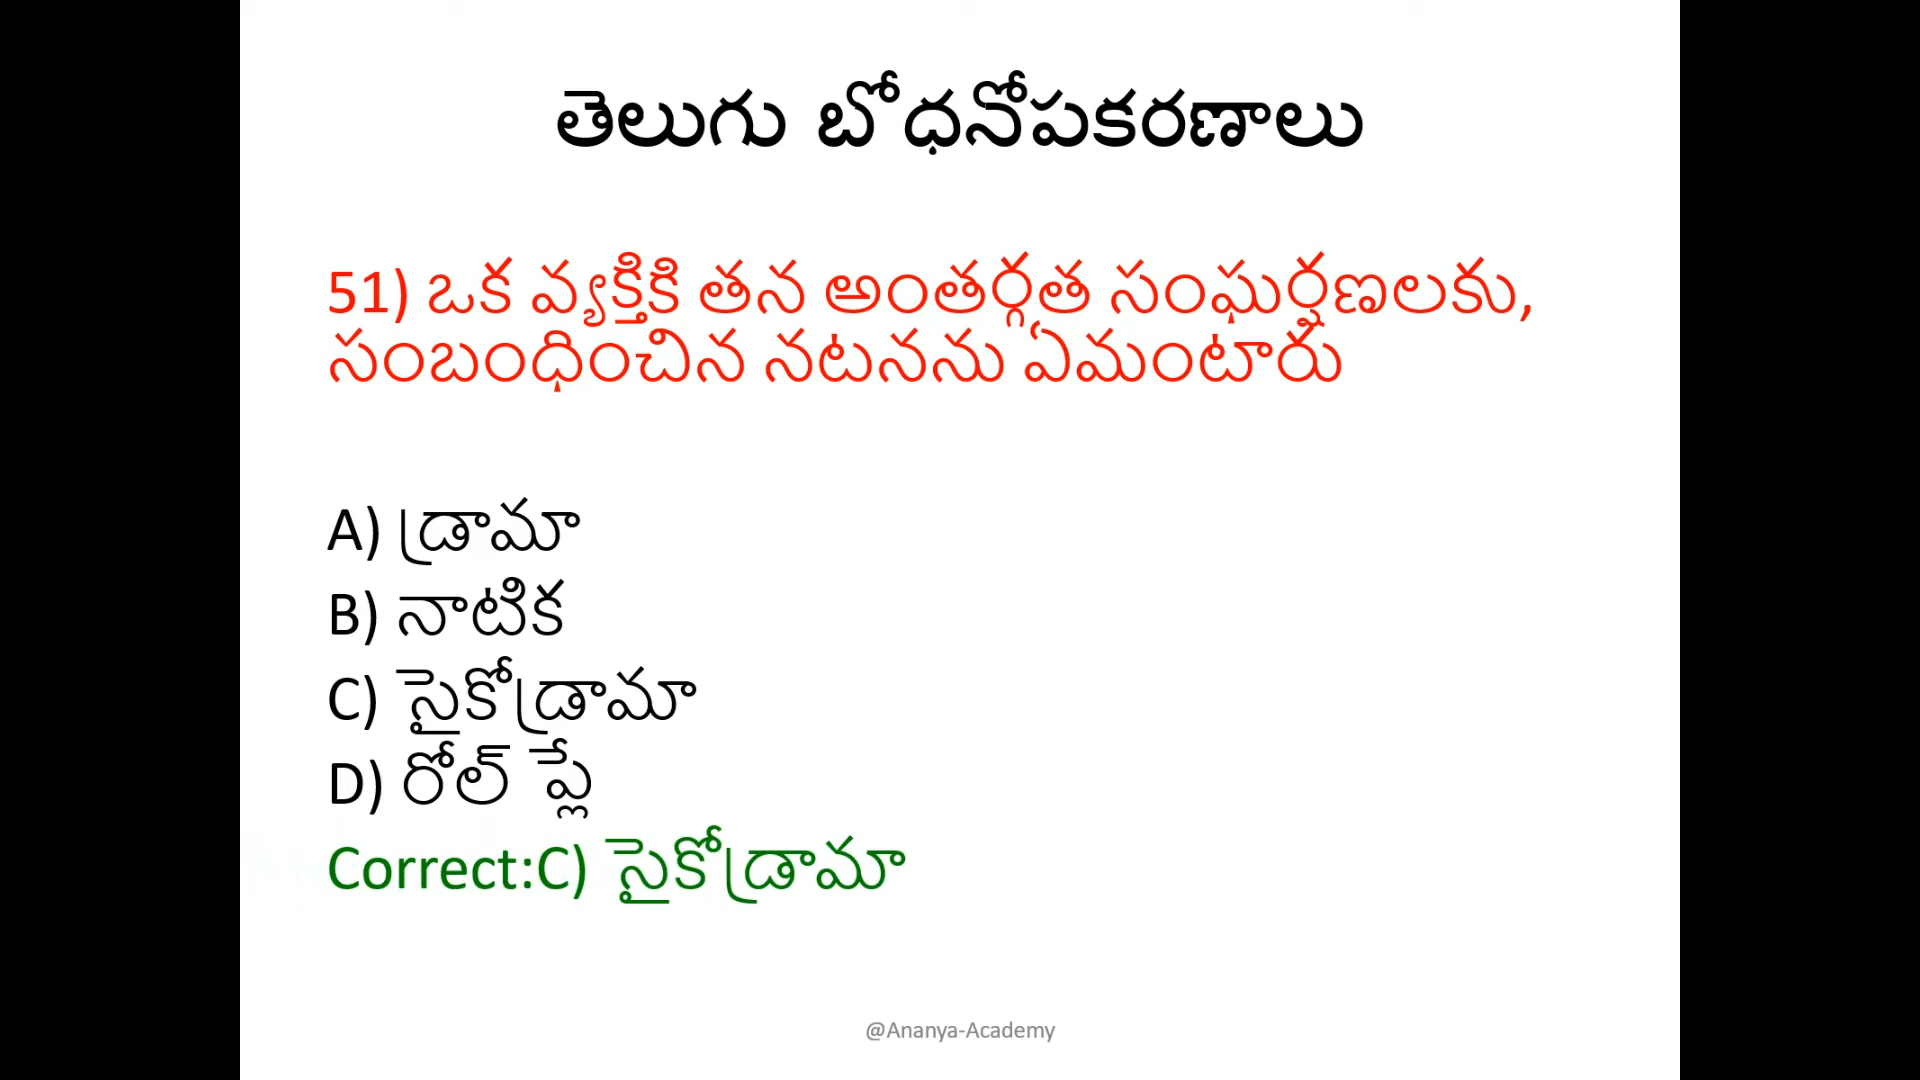 తెలుగు బోధనోపకరణాలు
51) ఒక వ్యక్తికి తన అంతర్గత సంఘర్షణలకు,
సంబంధించిన నటనను ఏమంటారు
A) డ్రామా
B) నాటిక
C) సైకోడ్రామా
D) రోల్ ప్లే
Correct:C) సైకోడ్రామా
@Ananya-Academy